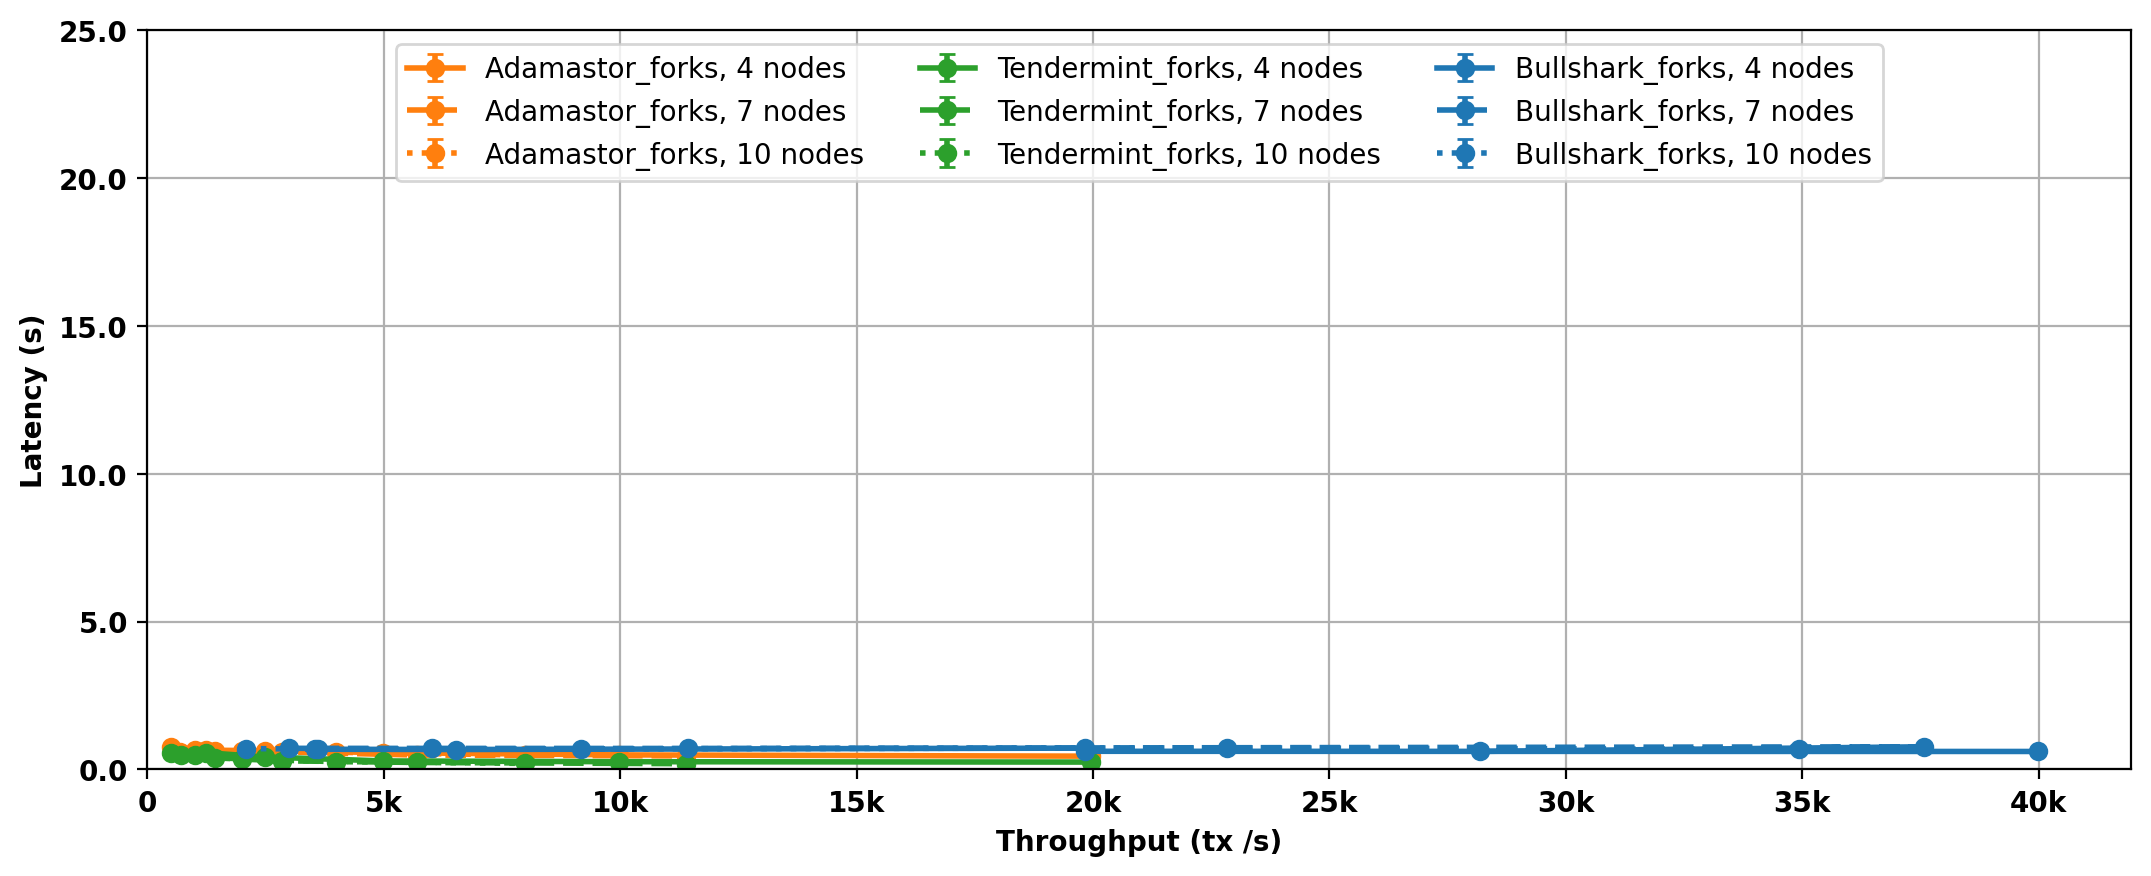 25.0
20.0
15.0
10.0
5.0
0.0
Latency (s)
Adamastor_forks, 4 nodes
Adamastor_forks, 7 nodes
Adamastor_forks, 10 nodes
Tendermint_forks, 4 nodes
Tendermint_forks, 7 nodes
Tendermint_forks, 10 nodes
Bullshark_forks, 4 nodes
Bullshark_forks, 7 nodes
Bullshark_forks, 10 nodes
0 5k 10k 15k 20k 25k 30k 35k 40k
Throughput (tx /s)